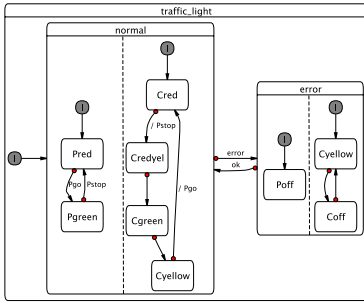 traffic_light
normal
I
Cred
error
I
/ Pstop
I
I
Pred
Credyel
error
ok
Cyellow
I
Pgo
Pstop
/ Pgo
Poff
Pgreen
Cgreen
Coff
Cyellow